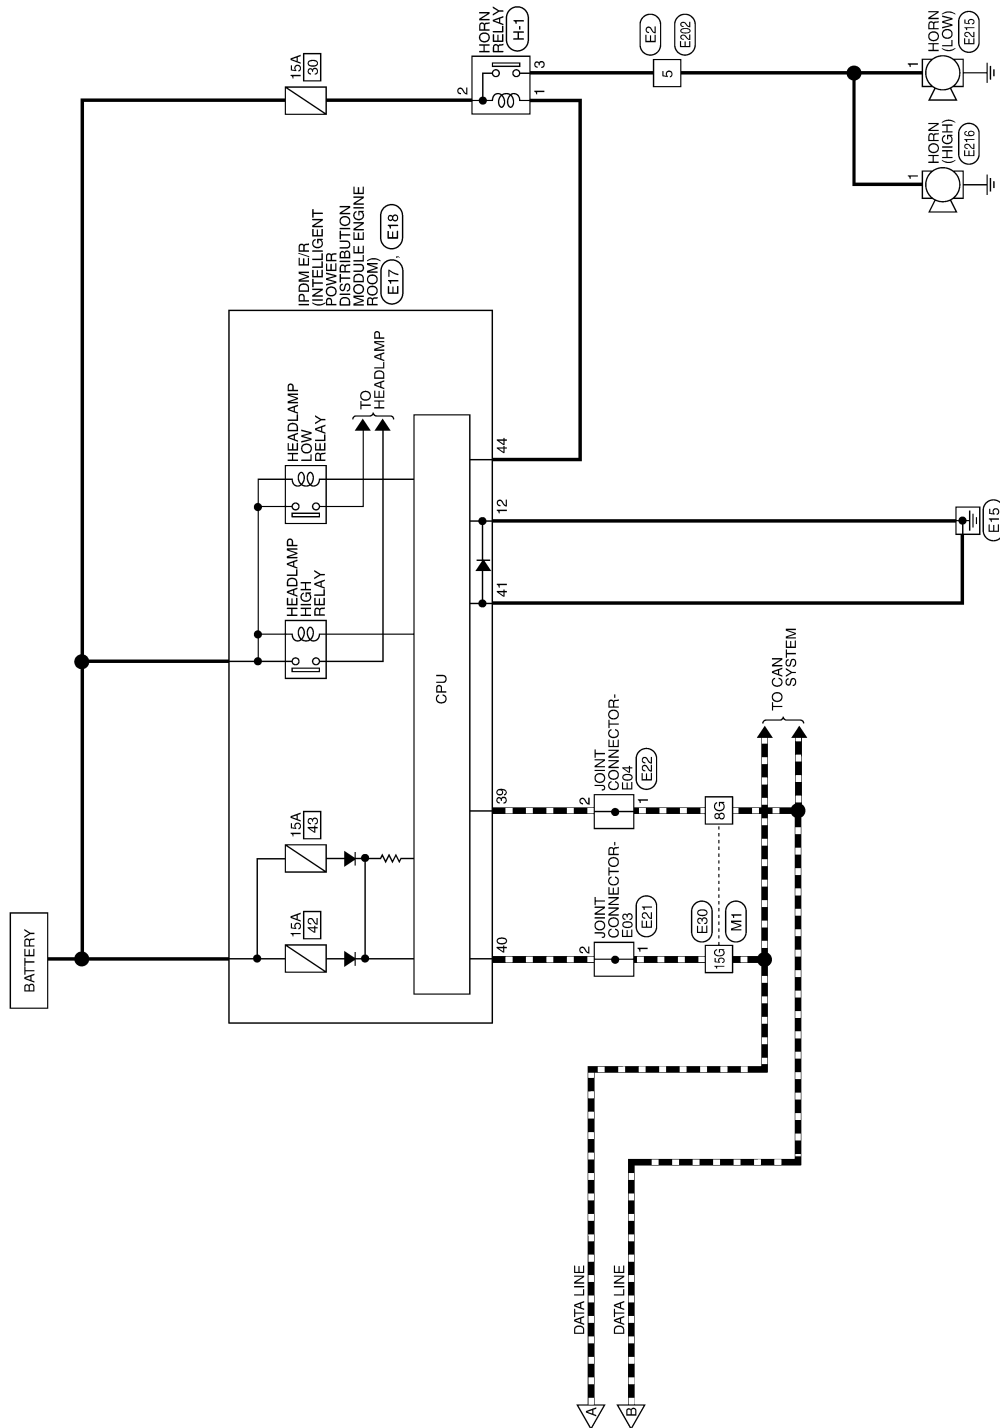 BATTERY
15A
42
15A
43
HEADLAMP
HIGH
RELAY
HEADLAMP
LOW
RELAY
TO
HEADLAMP
IPDM E/R
(INTELLIGENT
POWER
DISTRIBUTION
MODULE ENGINE
ROOM)
E17 , E18
CPU
15A
30
HORN
RELAY
H-1
2
1
3
40
39
41
12
44
2
1
JOINT
CONNECTOR-
E03
E21
2
1
JOINT
CONNECTOR-
E04
E22
15G
8G
E30
M1
TO CAN
SYSTEM
E15
5
E2
E202
1
HORN
(HIGH)
E216
1
HORN
(LOW)
E215
DATA LINE
DATA LINE
A
B